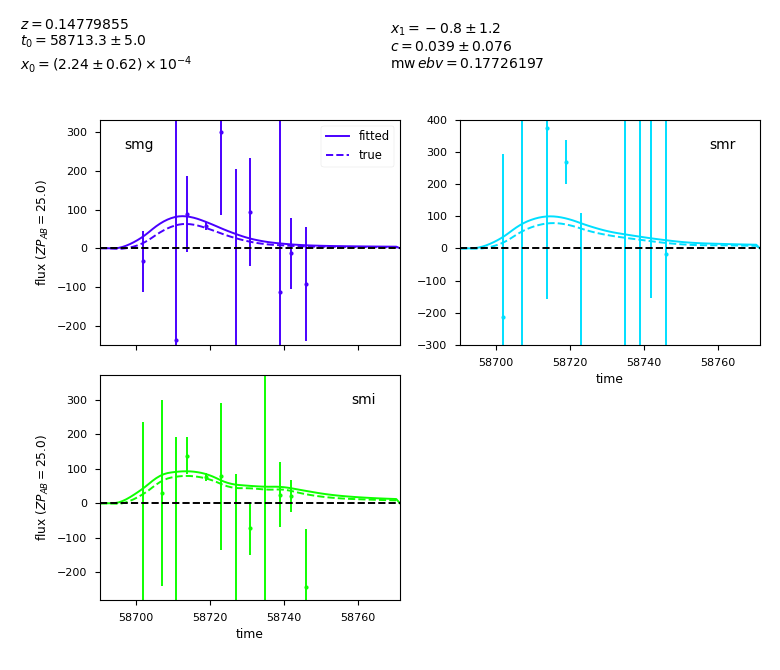 z = 0.14779855
t₀ = 58713.3 ± 5.0
x₀ = (2.24 ± 0.62) × 10⁻⁴
x₁ = −0.8 ± 1.2
c = 0.039 ± 0.076
mw ebv = 0.17726197
smg
fitted
true
300
200
100
0
−100
−200
flux (ZP_AB = 25.0)
smr
400
300
200
100
0
−100
−200
−300
58700 58720 58740 58760
time
smi
300
200
100
0
−100
−200
flux (ZP_AB = 25.0)
58700 58720 58740 58760
time